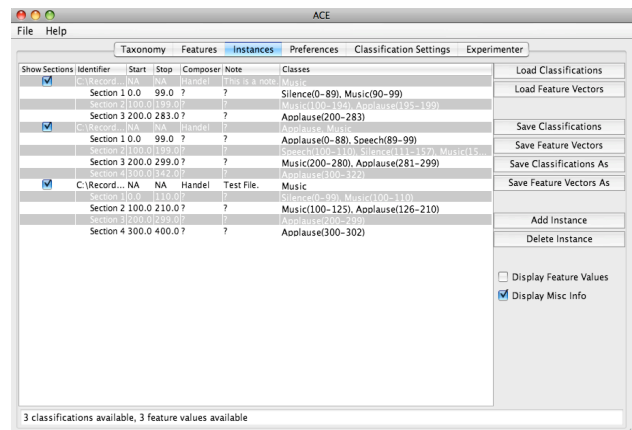 ACE
File Help
Taxonomy Features Instances Preferences Classification Settings Experimenter
Show Sections Identifier Start Stop Composer Note Classes
C:\Record... NA NA Handel This is a note. Music
Section 1 0.0 99.0 ? ? Silence(0-89), Music(90-99)
Section 2 100.0 199.0 ? ? Music(100-194), Applause(195-199)
Section 3 200.0 283.0 ? ? Applause(200-283)
C:\Record... NA NA Handel ? Applause, Music
Section 1 0.0 99.0 ? ? Applause(0-88), Speech(89-99)
Section 2 100.0 199.0 ? ? Speech(100-110), Silence(111-157), Music(15...
Section 3 200.0 299.0 ? ? Music(200-280), Applause(281-299)
Section 4 300.0 342.0 ? ? Applause(300-322)
C:\Record... NA NA Handel Test File. Music
Section 1 0.0 110.0 ? ? Silence(0-99), Music(100-110)
Section 2 100.0 210.0 ? ? Music(100-125), Applause(126-210)
Section 3 200.0 299.0 ? ? Applause(200-299)
Section 4 300.0 400.0 ? ? Applause(300-302)
Load Classifications
Load Feature Vectors
Save Classifications
Save Feature Vectors
Save Classifications As
Save Feature Vectors As
Add Instance
Delete Instance
Display Feature Values
Display Misc Info
3 classifications available, 3 feature values available